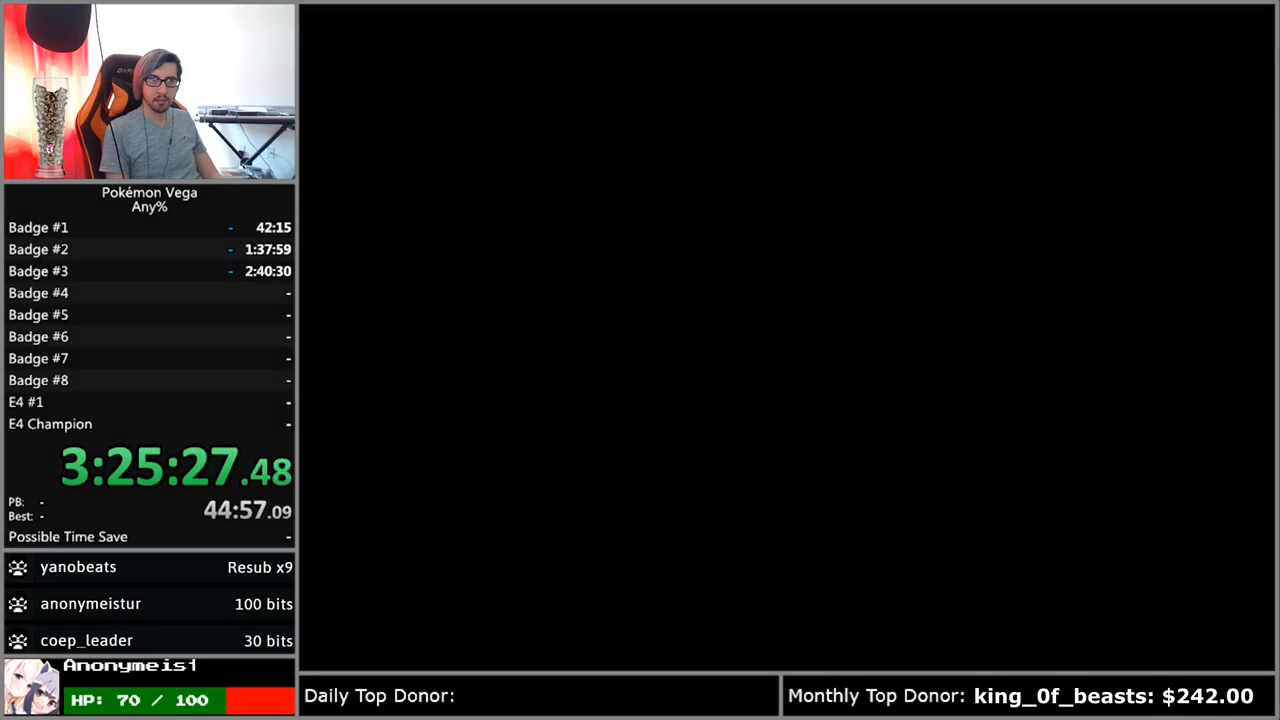 Pokémon Vega
Any%
Badge #1 - 42:15
Badge #2 - 1:37:59
Badge #3 - 2:40:30
Badge #4 -
Badge #5 -
Badge #6 -
Badge #7 -
Badge #8 -
E4 #1 -
E4 Champion -
3:25:27.48
PB: -
Best: -
44:57.09
Possible Time Save -
yanobeats Resub x9
anonymeistur 100 bits
coep_leader 30 bits
Anonymeist
HP: 70 / 100
Daily Top Donor:
Monthly Top Donor: king_0f_beasts: $242.00